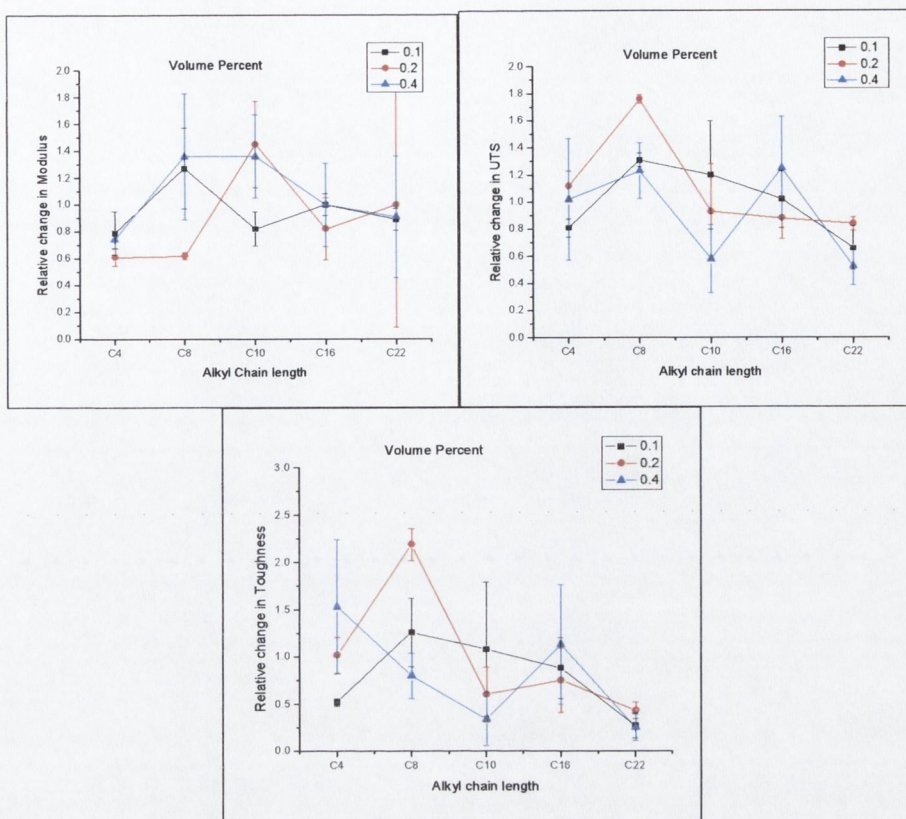 Volume Percent
0.1
0.2
0.4
2.0
1.8
1.6
1.4
1.2
1.0
0.8
0.6
0.4
0.2
0.0
Relative change in Modulus
C4
C8
C10
C16
C22
Alkyl Chain length
Volume Percent
0.1
0.2
0.4
2.0
1.8
1.6
1.4
1.2
1.0
0.8
0.6
0.4
0.2
0.0
Relative change in UTS
C4
C8
C10
C16
C22
Alkyl chain length
Volume Percent
0.1
0.2
0.4
3.0
2.5
2.0
1.5
1.0
0.5
0.0
Relative change in Toughness
C4
C8
C10
C16
C22
Alkyl chain length